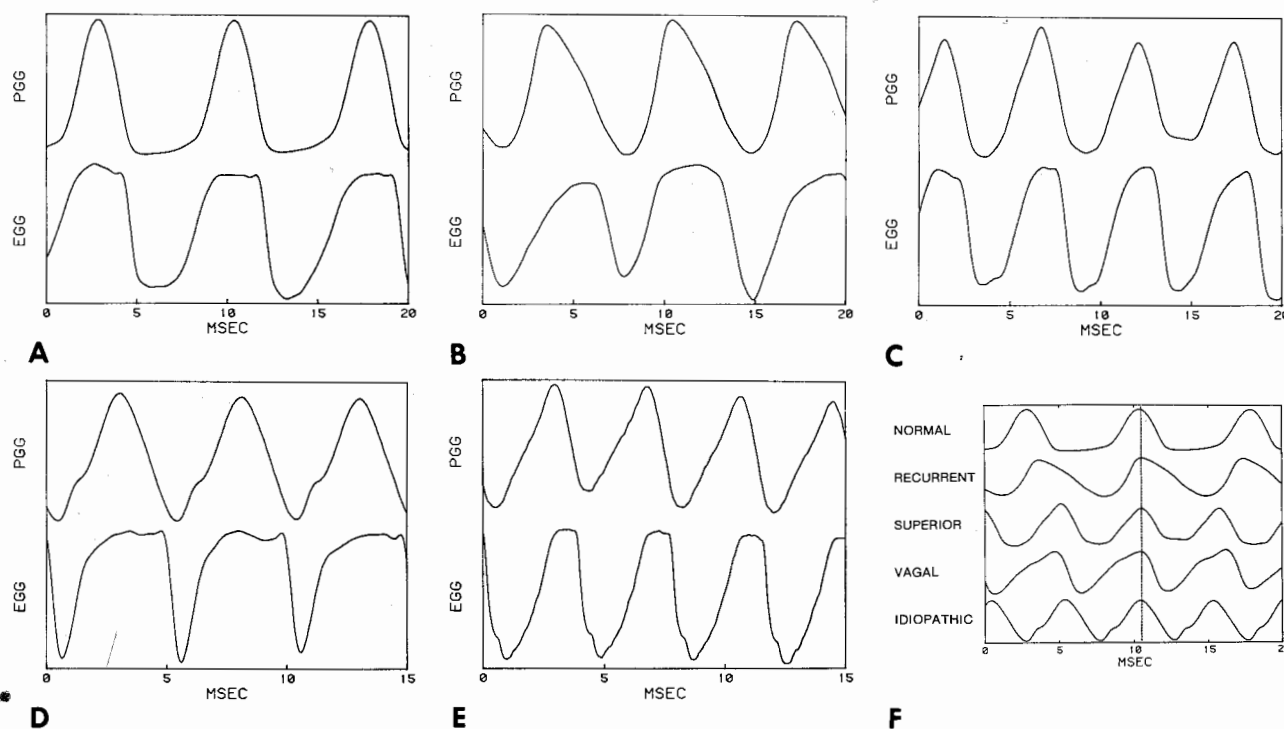 PGG
EGG
0 5 10 15 20
MSEC
A
PGG
EGG
0 5 10 15 20
MSEC
B
PGG
EGG
0 5 10 15 20
MSEC
C
PGG
EGG
0 5 10 15
MSEC
D
PGG
EGG
0 5 10 15
MSEC
E
NORMAL
RECURRENT
SUPERIOR
VAGAL
IDIOPATHIC
0 5 10 15 2
MSEC
F